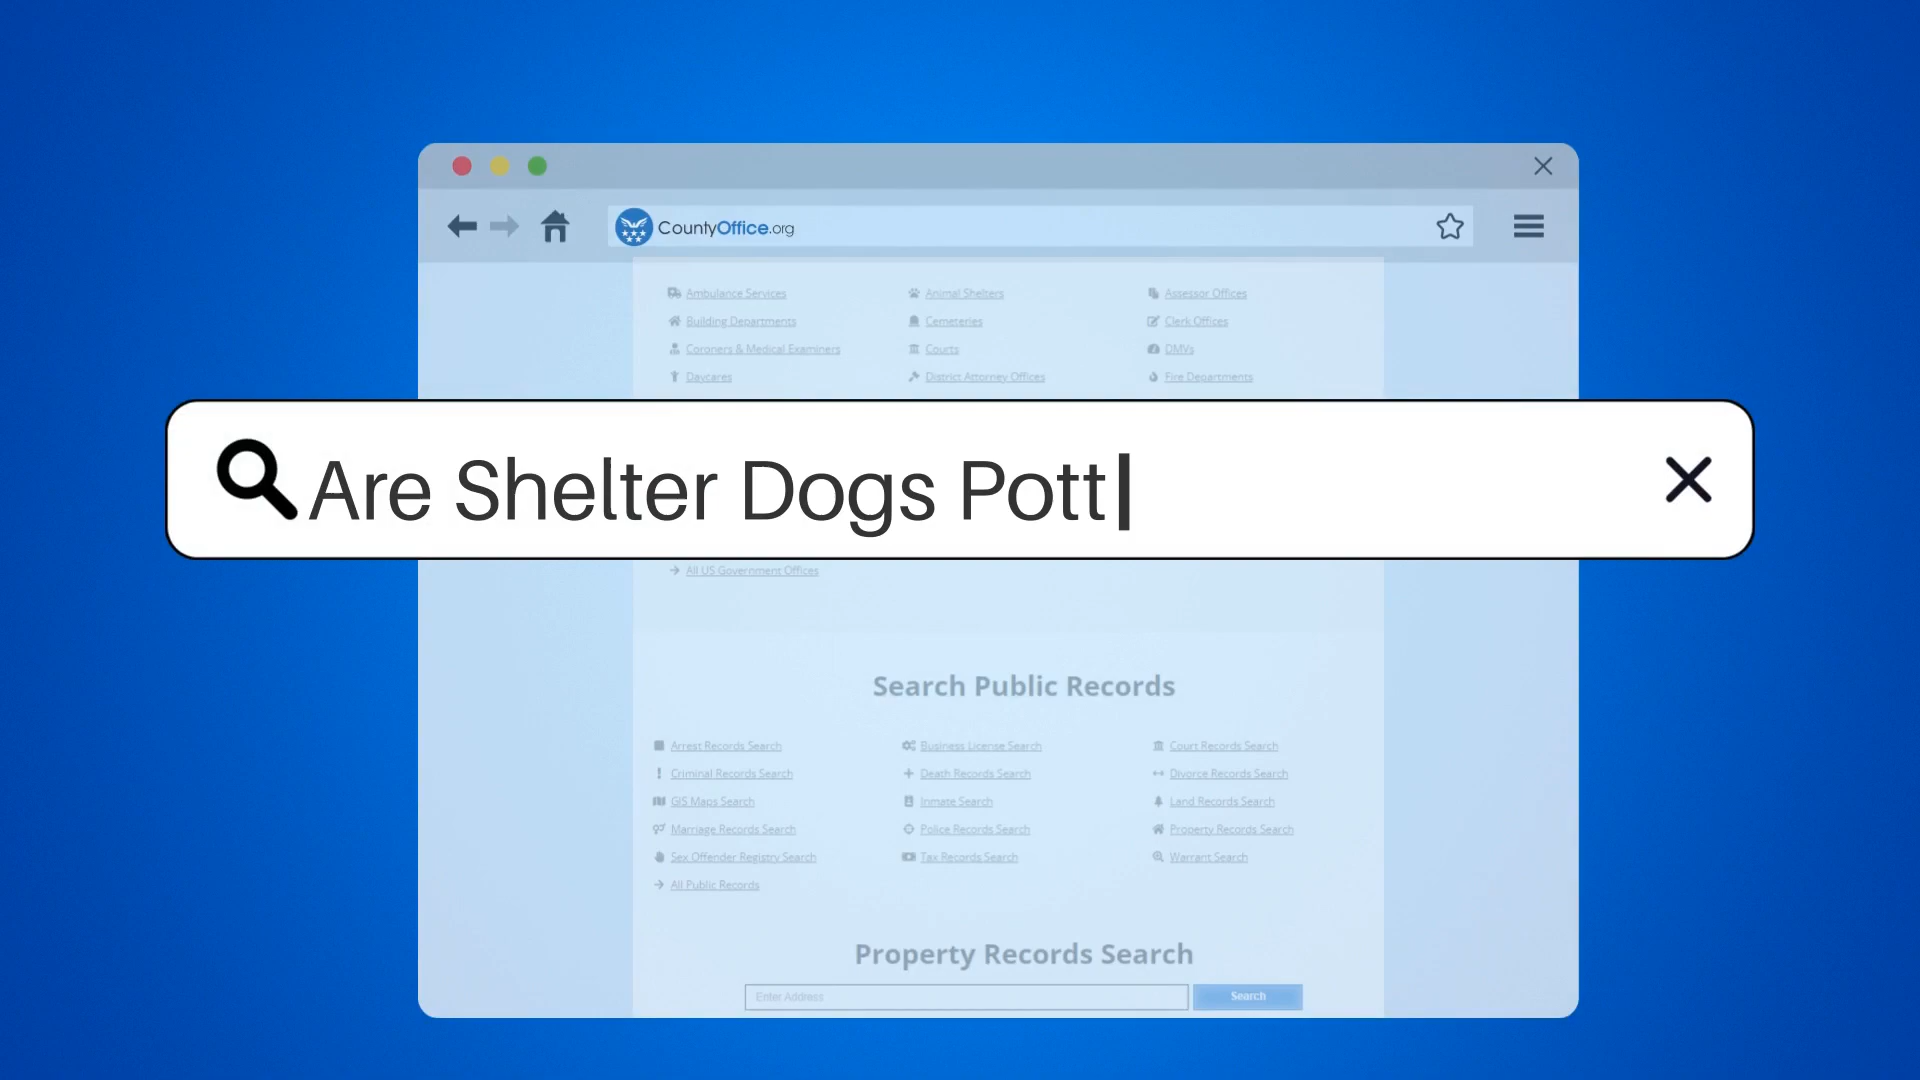 CountyOffice.org
Ambulance Services Animal Shelters Assessor Offices
Building Departments Cemeteries Clerk Offices
Coroners & Medical Examiners Courts DMVs
Daycares District Attorney Offices Fire Departments
Are Shelter Dogs Pott
All US Government Offices
Search Public Records
Arrest Records Search Business License Search Court Records Search
Criminal Records Search Death Records Search Divorce Records Search
GIS Maps Search Inmate Search Land Records Search
Marriage Records Search Police Records Search Property Records Search
Sex Offender Registry Search Tax Records Search Warrant Search
All Public Records
Property Records Search
Enter Address Search